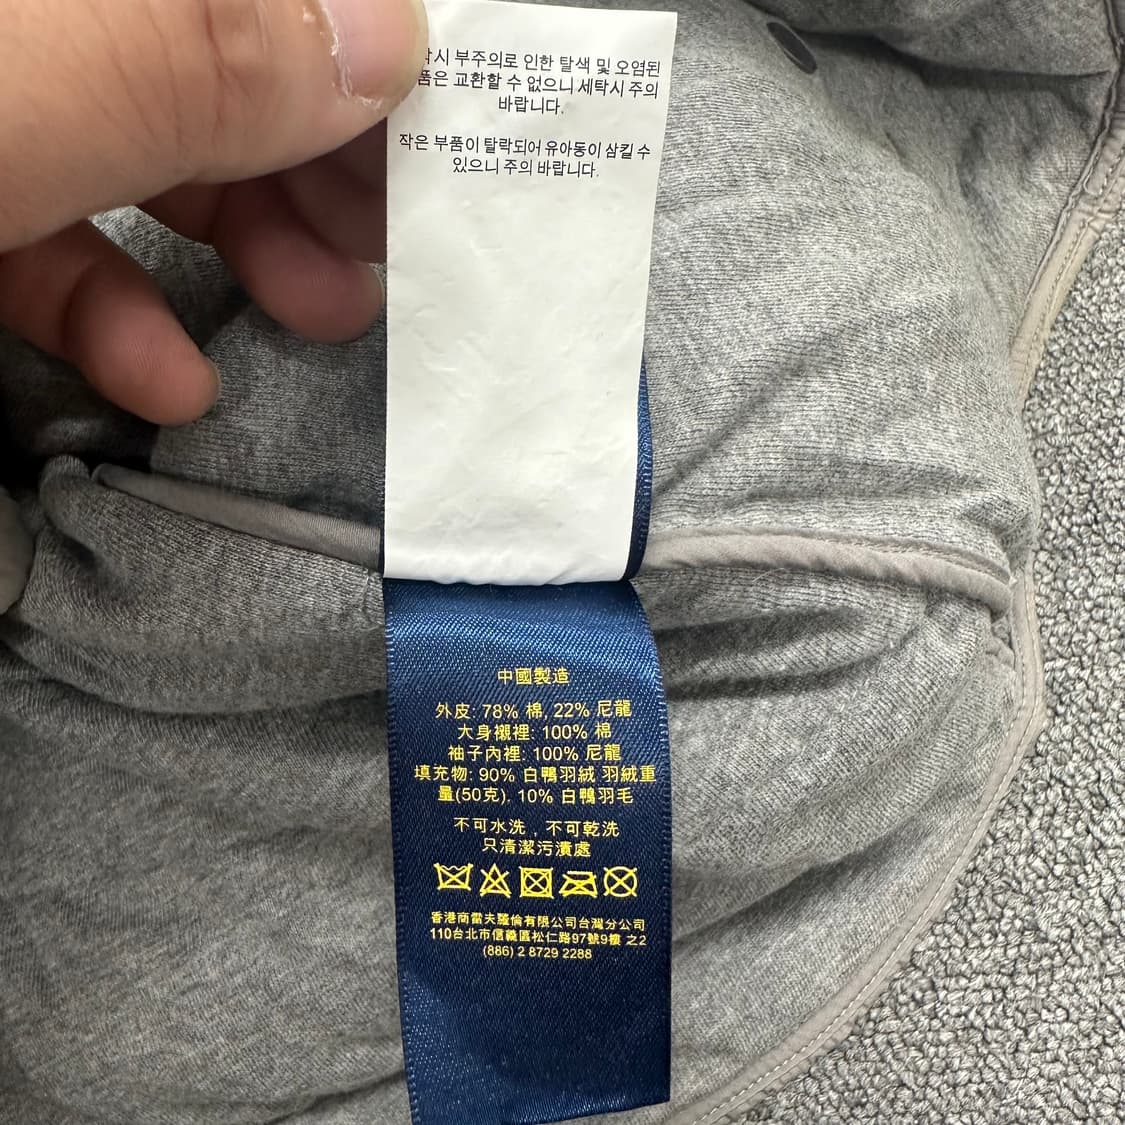 시 부주의로 인한 탈색 및 오염된
품은 교환할 수 없으니 세탁시 주의
바랍니다.
작은 부품이 탈락되어 유아동이 삼킬 수
있으니 주의 바랍니다.
中國製造
外皮: 78% 棉, 22% 尼龍
大身襯裡: 100% 棉
袖子內裡: 100% 尼龍
填充物: 90% 白鴨羽絨 羽絨重
量(50克). 10% 白鴨羽毛
不可水洗 , 不可乾洗
只清潔污漬處
香港商雷夫羅倫有限公司台灣分公司
110台北市信義區松仁路97號9樓 之2
(886) 2 8729 2288